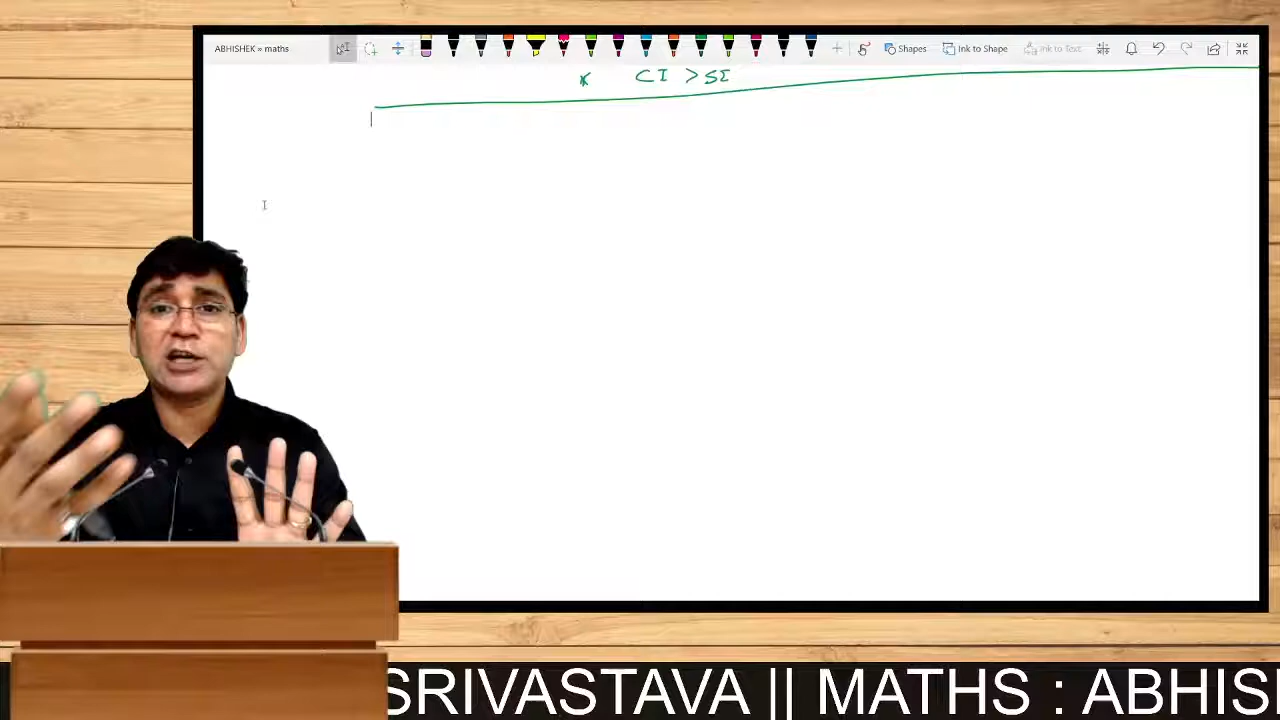 ABHISHEK » maths
Shapes
Ink to Shape
Ink to Text
* CI > SI
SRIVASTAVA || MATHS : ABHIS